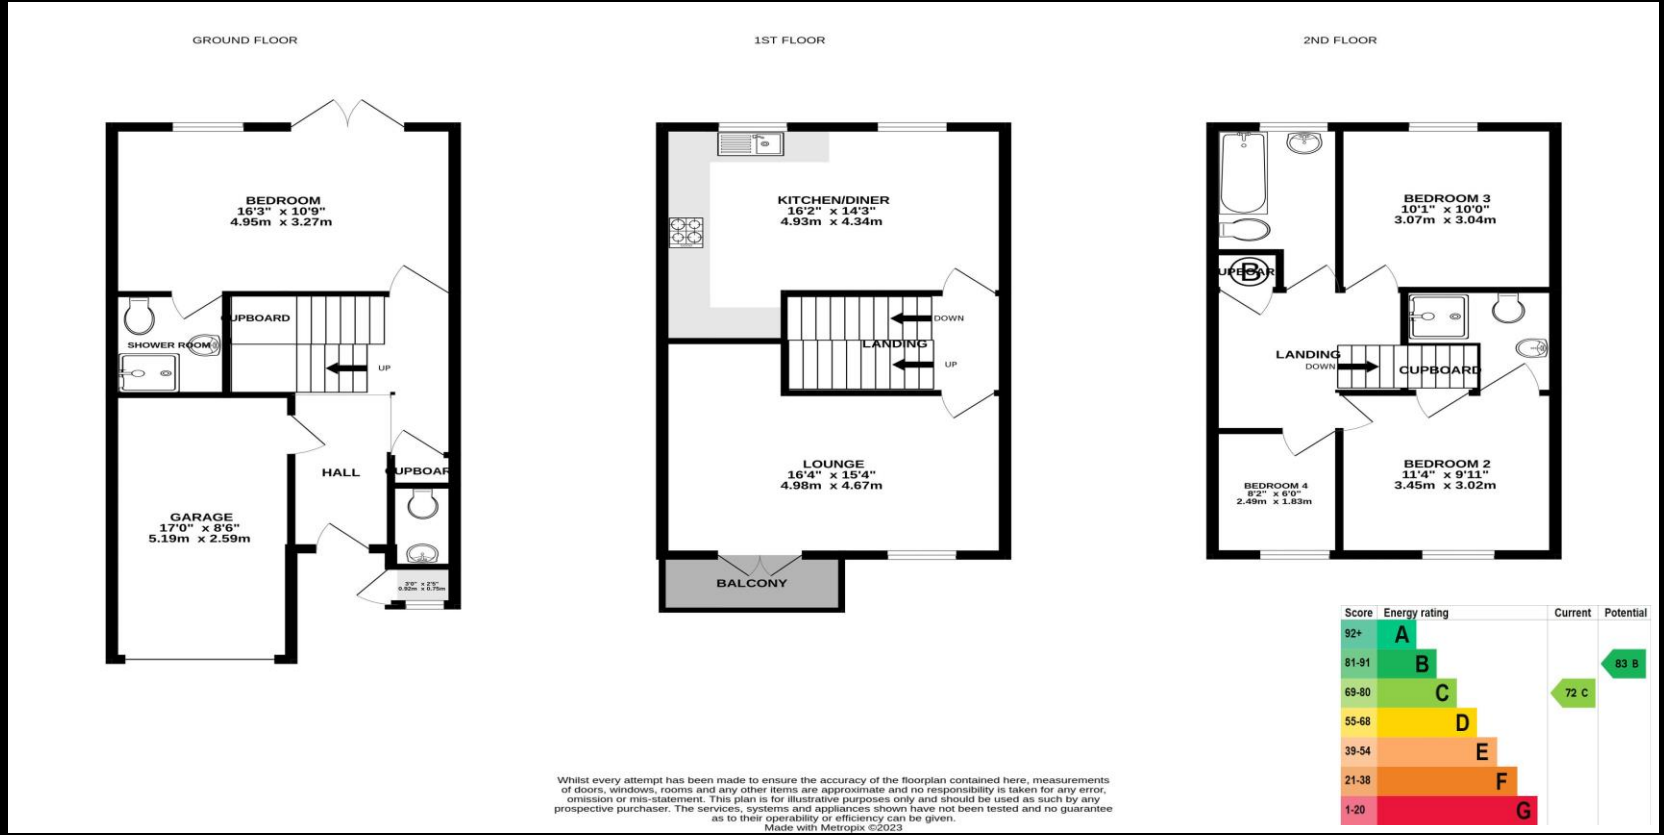 GROUND FLOOR
BEDROOM
16'3" x 10'9"
4.95m x 3.27m
CUPBOARD
SHOWER ROOM
UP
HALL
CUPBOAR
GARAGE
17'0" x 8'6"
5.19m x 2.59m
3'0" x 2'5"
0.92m x 0.75m
1ST FLOOR
KITCHEN/DINER
16'2" x 14'3"
4.93m x 4.34m
DOWN
LANDING
UP
LOUNGE
16'4" x 15'4"
4.98m x 4.67m
BALCONY
2ND FLOOR
BEDROOM 3
10'1" x 10'0"
3.07m x 3.04m
UPBOAR
B
LANDING
DOWN
CUPBOARD
BEDROOM 2
11'4" x 9'11"
3.45m x 3.02m
BEDROOM 4
8'2" x 6'0"
2.49m x 1.83m
Score Energy rating Current Potential
92+ A
81-91 B 83 B
69-80 C 72 C
55-68 D
39-54 E
21-38 F
1-20 G
Whilst every attempt has been made to ensure the accuracy of the floorplan contained here, measurements
of doors, windows, rooms and any other items are approximate and no responsibility is taken for any error,
omission or mis-statement. This plan is for illustrative purposes only and should be used as such by any
prospective purchaser. The services, systems and appliances shown have not been tested and no guarantee
as to their operability or efficiency can be given.
Made with Metropix ©2023